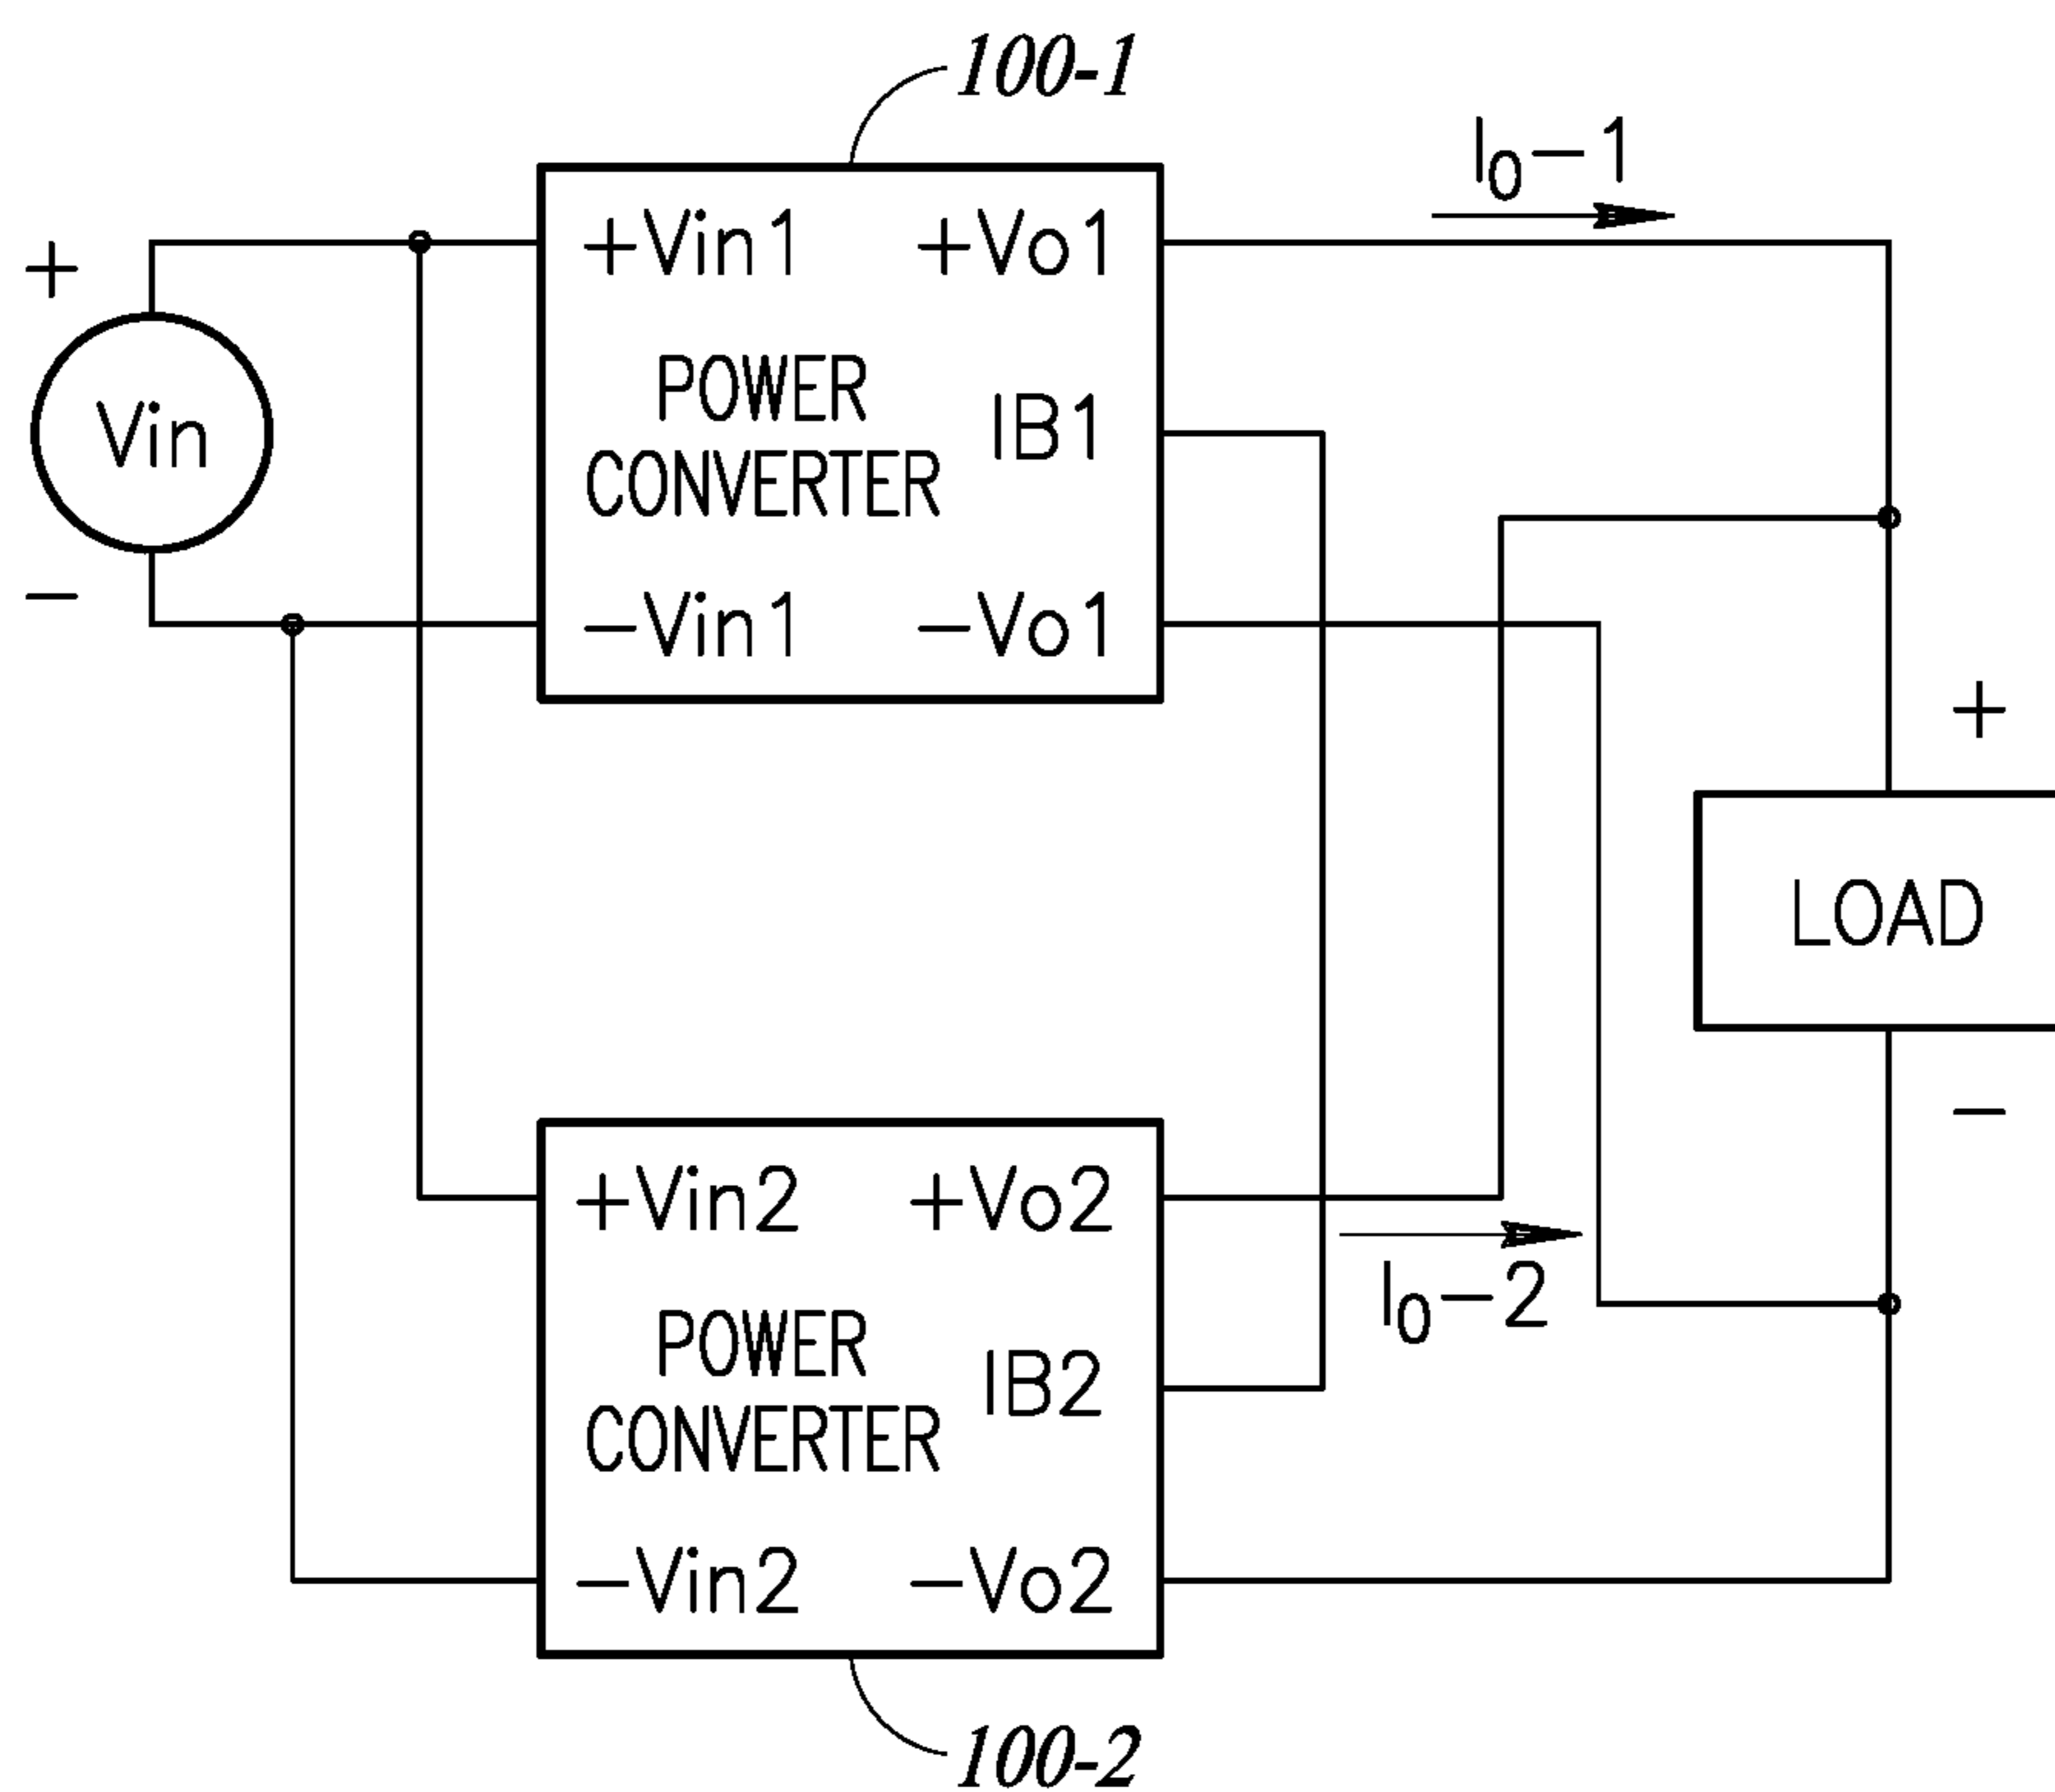 100-1
I0-1
+Vin1 +Vo1
+
POWER
CONVERTER
IB1
Vin
-
-Vin1 -Vo1
+
LOAD
-
+Vin2 +Vo2
I0-2
POWER
CONVERTER
IB2
-Vin2 -Vo2
100-2